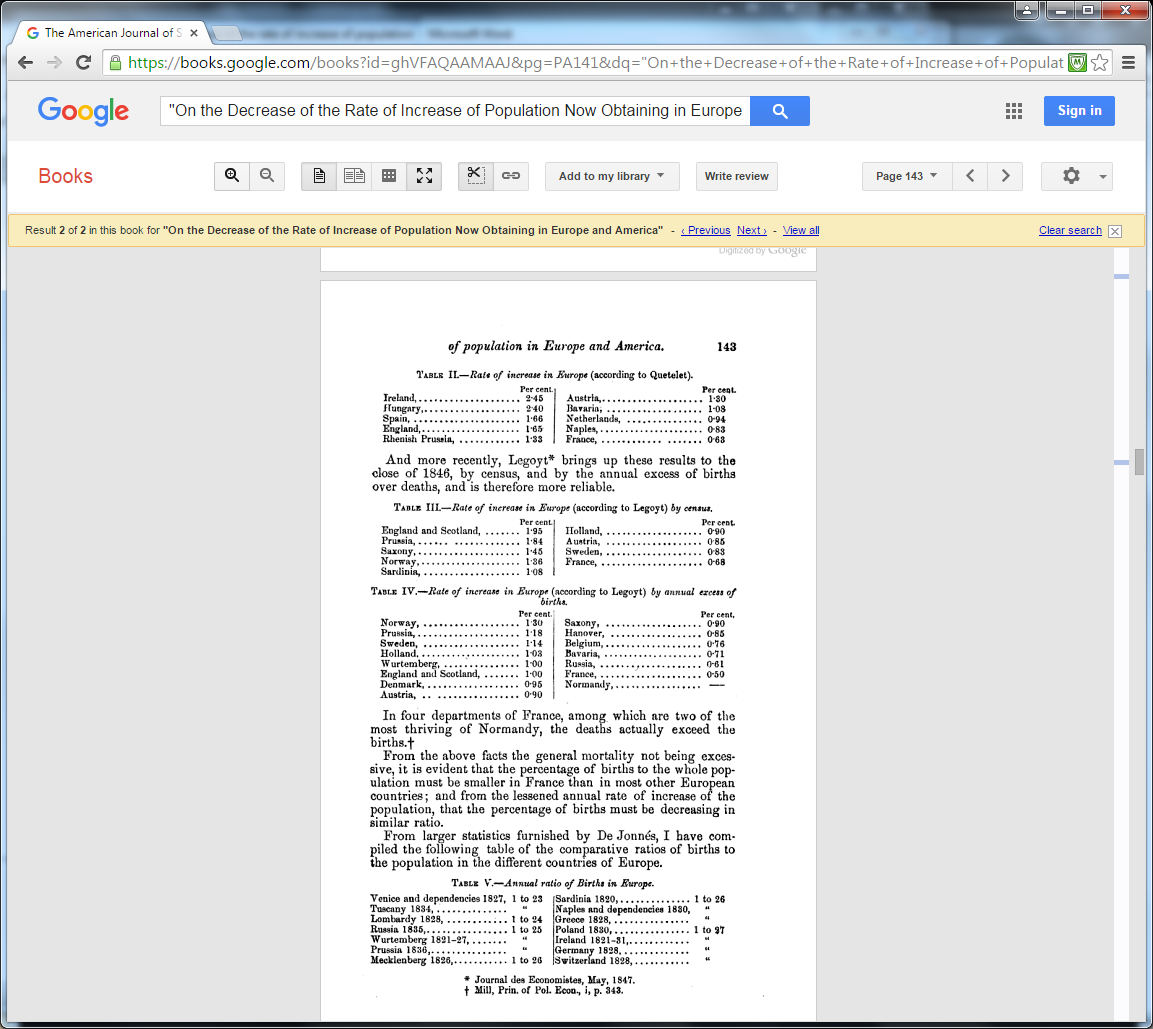 The American Journal of S
https://books.google.com/books?id=ghVFAQAAMAAJ&pg=PA141&dq="On+the+Decrease+of+the+Rate+of+Increase+of+Populat
Google
"On the Decrease of the Rate of Increase of Population Now Obtaining in Europe
Sign in
Books
Add to my library
Write review
Page 143
Result 2 of 2 in this book for "On the Decrease of the Rate of Increase of Population Now Obtaining in Europe and America" - ‹ Previous Next › - View all
Clear search
Digitized by Google
of population in Europe and America. 143
TABLE II.—Rate of increase in Europe (according to Quetelet).
Per cent. Per cent.
Ireland, 2·45 Austria, 1·30
Hungary, 2·40 Bavaria, 1·08
Spain, 1·66 Netherlands, 0·94
England, 1·65 Naples, 0·83
Rhenish Prussia, 1·33 France, 0·63
And more recently, Legoyt* brings up these results to the
close of 1846, by census, and by the annual excess of births
over deaths, and is therefore more reliable.
TABLE III.—Rate of increase in Europe (according to Legoyt) by census.
Per cent. Per cent.
England and Scotland, 1·95 Holland, 0·90
Prussia, 1·84 Austria, 0·85
Saxony, 1·45 Sweden, 0·83
Norway, 1·36 France, 0·68
Sardinia, 1·08
TABLE IV.—Rate of increase in Europe (according to Legoyt) by annual excess of
births.
Per cent. Per cent.
Norway, 1·30 Saxony, 0·90
Prussia, 1·18 Hanover, 0·85
Sweden, 1·14 Belgium, 0·76
Holland. 1·03 Bavaria, 0·71
Wurtemberg, 1·00 Russia, 0·61
England and Scotland, 1·00 France, 0·50
Denmark, 0·95 Normandy, —
Austria, 0·90
In four departments of France, among which are two of the
most thriving of Normandy, the deaths actually exceed the
births.†
From the above facts the general mortality not being exces-
sive, it is evident that the percentage of births to the whole pop-
ulation must be smaller in France than in most other European
countries; and from the lessened annual rate of increase of the
population, that the percentage of births must be decreasing in
similar ratio.
From larger statistics furnished by De Jonnés, I have com-
piled the following table of the comparative ratios of births to
the population in the different countries of Europe.
TABLE V.—Annual ratio of Births in Europe.
Venice and dependencies 1827, 1 to 23 Sardinia 1820, 1 to 26
Tuscany 1834, " Naples and dependencies 1830, "
Lombardy 1828, 1 to 24 Greece 1828, "
Russia 1835, 1 to 25 Poland 1830, 1 to 27
Wurtemberg 1821-27, " Ireland 1821-31, "
Prussia 1836, " Germany 1828, "
Mecklenberg 1826, 1 to 26 Switzerland 1828, "
* Journal des Economistes, May, 1847.
† Mill, Prin. of Pol. Econ., i, p. 343.